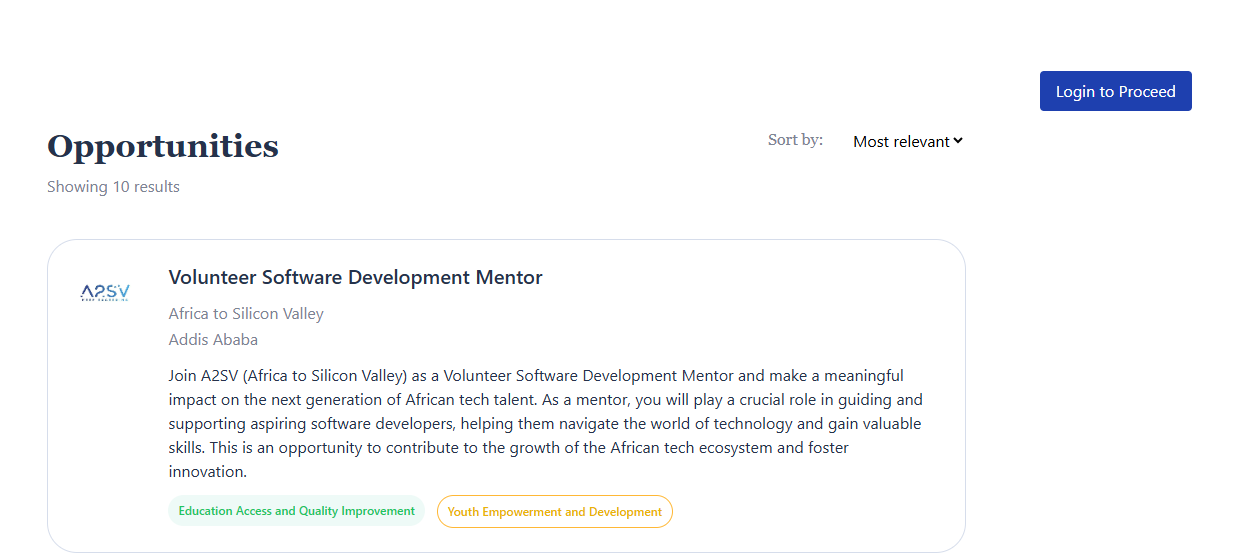 Login to Proceed
Opportunities
Sort by:
Most relevant
Showing 10 results
A2SV
Volunteer Software Development Mentor
Africa to Silicon Valley
Addis Ababa
Join A2SV (Africa to Silicon Valley) as a Volunteer Software Development Mentor and make a meaningful
impact on the next generation of African tech talent. As a mentor, you will play a crucial role in guiding and
supporting aspiring software developers, helping them navigate the world of technology and gain valuable
skills. This is an opportunity to contribute to the growth of the African tech ecosystem and foster
innovation.
Education Access and Quality Improvement
Youth Empowerment and Development